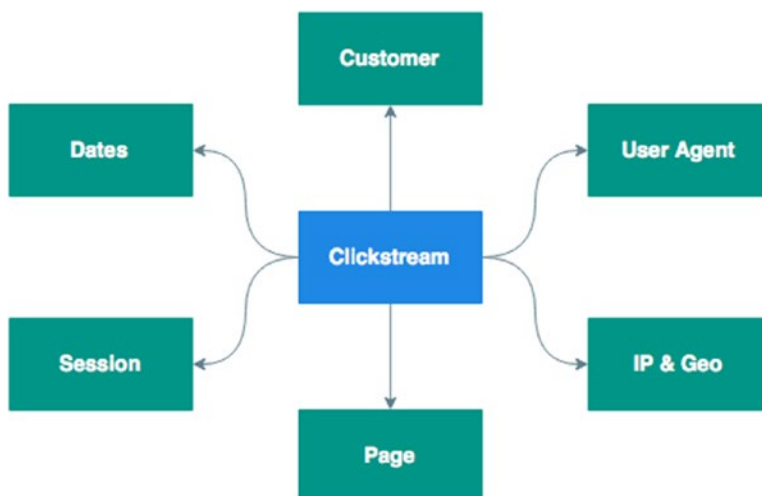 Customer
Dates
User Agent
Clickstream
Session
IP & Geo
Page